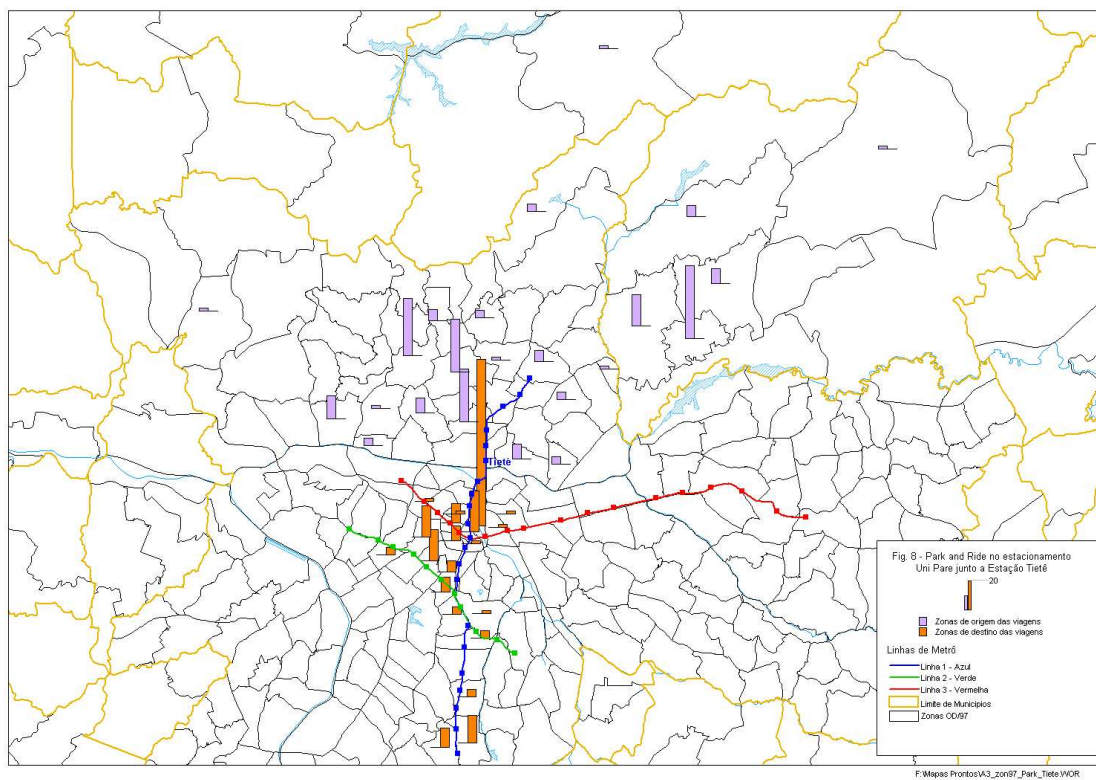 Tietê
Fig. 8 - Park and Ride no estacionamento
Uni Pare junto a Estação Tietê
20
Zonas de origem das viagens
Zonas de destino das viagens
Linhas de Metrô
Linha 1 - Azul
Linha 2 - Verde
Linha 3 - Vermelha
Limite de Municípios
Zonas OD/97
F:\Mapas Prontos\A3_zon97_Park_Tiete.WOR